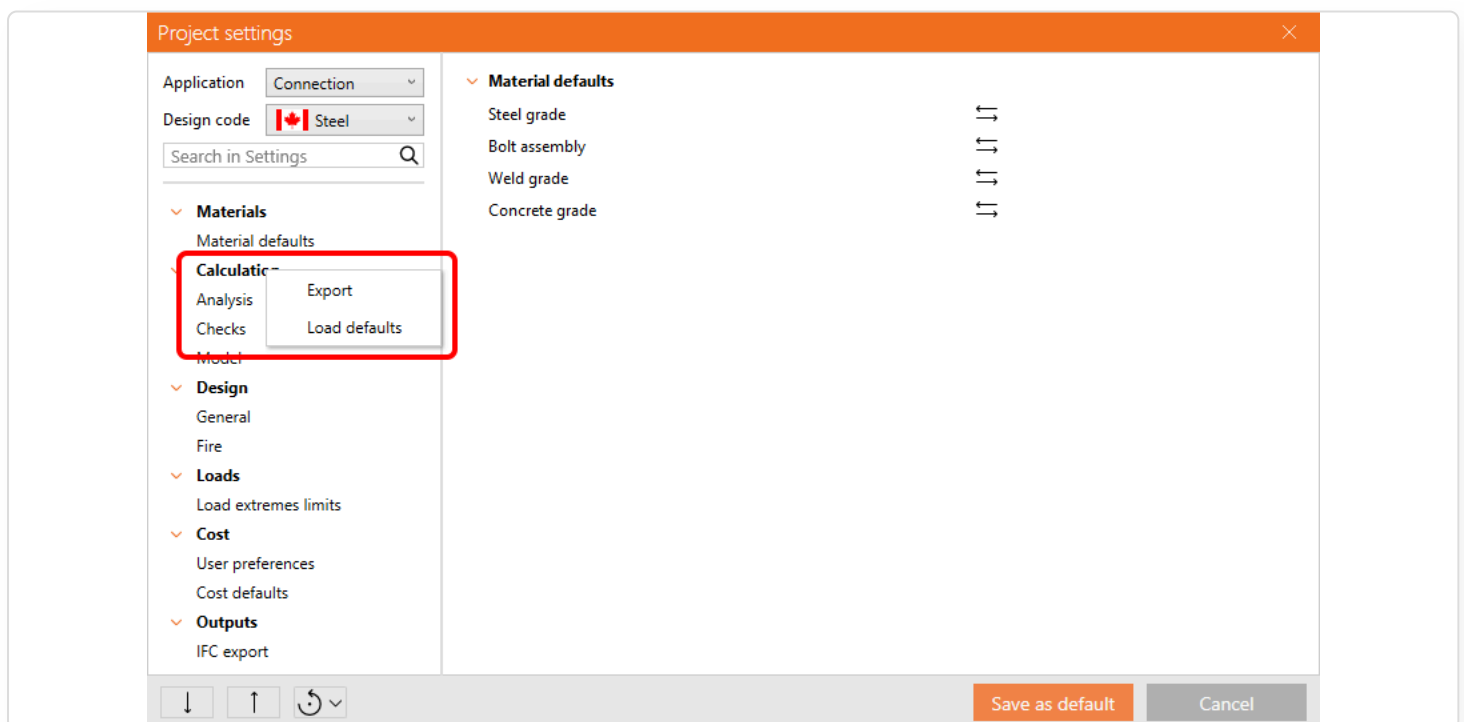 Project settings
Application Connection
Design code Steel
Search in Settings
Materials
Material defaults
Calculation
Export
Analysis
Load defaults
Checks
Model
Design
General
Fire
Loads
Load extremes limits
Cost
User preferences
Cost defaults
Outputs
IFC export
Material defaults
Steel grade
Bolt assembly
Weld grade
Concrete grade
Save as default Cancel